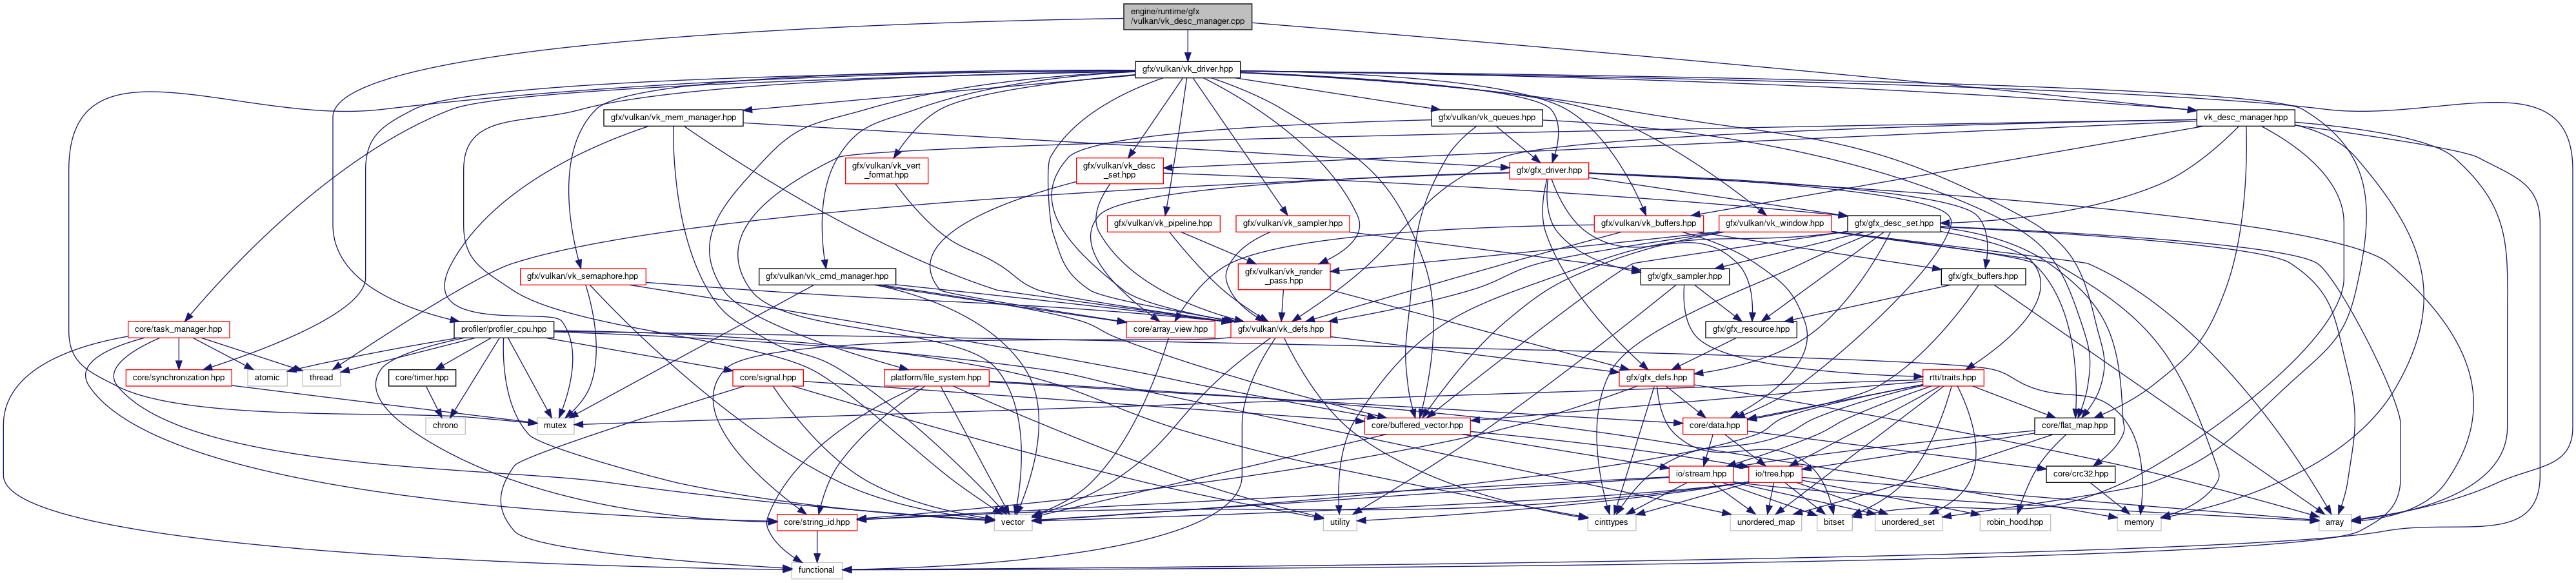 engine/runtime/gfx
/vulkan/vk_desc_manager.cpp
gfx/vulkan/vk_driver.hpp
gfx/vulkan/vk_mem_manager.hpp
gfx/vulkan/vk_queues.hpp
vk_desc_manager.hpp
gfx/vulkan/vk_vert
_format.hpp
gfx/vulkan/vk_desc
_set.hpp
gfx/gfx_driver.hpp
gfx/vulkan/vk_pipeline.hpp
gfx/vulkan/vk_sampler.hpp
gfx/vulkan/vk_buffers.hpp
gfx/vulkan/vk_window.hpp
gfx/gfx_desc_set.hpp
gfx/vulkan/vk_semaphore.hpp
gfx/vulkan/vk_cmd_manager.hpp
gfx/vulkan/vk_render
_pass.hpp
gfx/gfx_sampler.hpp
gfx/gfx_buffers.hpp
core/task_manager.hpp
profiler/profiler_cpu.hpp
core/array_view.hpp
gfx/vulkan/vk_defs.hpp
gfx/gfx_resource.hpp
core/synchronization.hpp
atomic
thread
core/timer.hpp
core/signal.hpp
platform/file_system.hpp
gfx/gfx_defs.hpp
rtti/traits.hpp
chrono
mutex
core/buffered_vector.hpp
core/data.hpp
core/flat_map.hpp
io/stream.hpp
io/tree.hpp
core/crc32.hpp
core/string_id.hpp
vector
utility
cinttypes
unordered_map
bitset
unordered_set
robin_hood.hpp
memory
array
functional